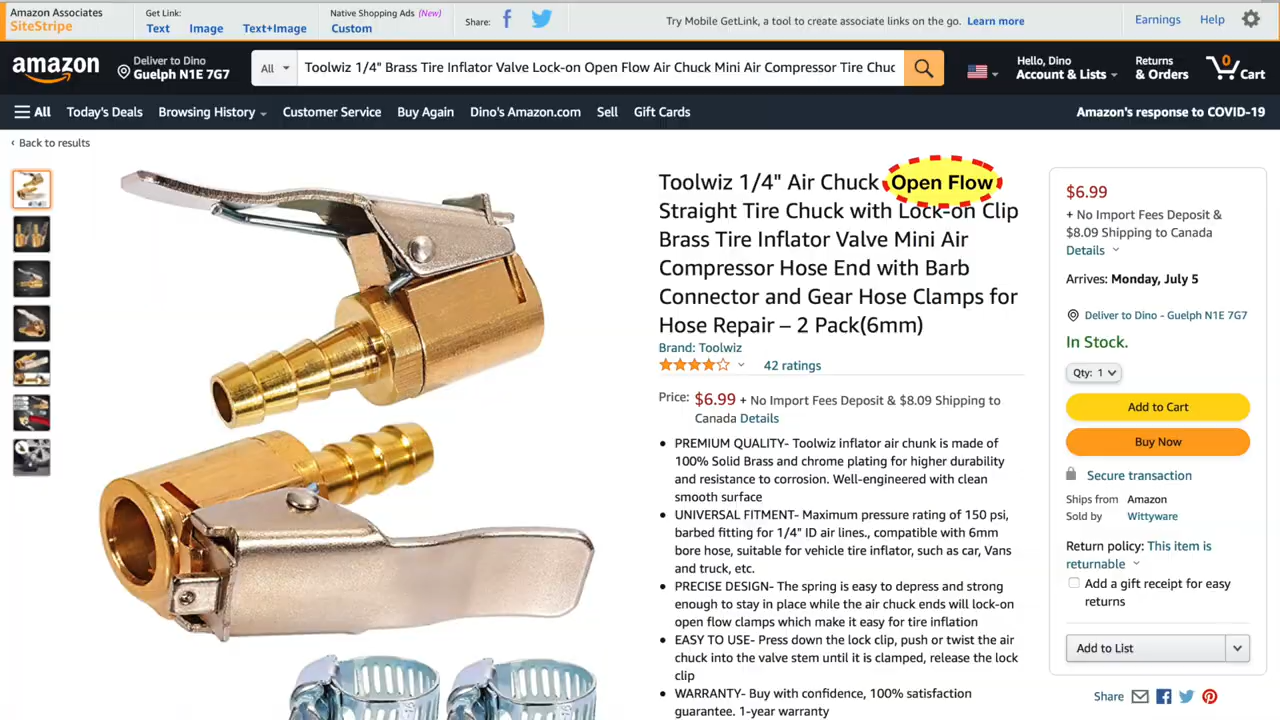 Amazon Associates
SiteStripe
Get Link:
Text Image Text+Image
Native Shopping Ads (New)
Custom
Share:
Try Mobile GetLink, a tool to create associate links on the go. Learn more
Earnings Help
amazon
Deliver to Dino
Guelph N1E 7G7
All
Toolwiz 1/4" Brass Tire Inflator Valve Lock-on Open Flow Air Chuck Mini Air Compressor Tire Chuc
Hello, Dino
Account & Lists
Returns
& Orders
0
Cart
All Today's Deals Browsing History Customer Service Buy Again Dino's Amazon.com Sell Gift Cards
Amazon's response to COVID-19
‹ Back to results
Toolwiz 1/4" Air Chuck Open Flow
Straight Tire Chuck with Lock-on Clip
Brass Tire Inflator Valve Mini Air
Compressor Hose End with Barb
Connector and Gear Hose Clamps for
Hose Repair – 2 Pack(6mm)
Brand: Toolwiz
42 ratings
Price: $6.99 + No Import Fees Deposit & $8.09 Shipping to
Canada Details
• PREMIUM QUALITY- Toolwiz inflator air chunk is made of
100% Solid Brass and chrome plating for higher durability
and resistance to corrosion. Well-engineered with clean
smooth surface
• UNIVERSAL FITMENT- Maximum pressure rating of 150 psi,
barbed fitting for 1/4" ID air lines., compatible with 6mm
bore hose, suitable for vehicle tire inflator, such as car, Vans
and truck, etc.
• PRECISE DESIGN- The spring is easy to depress and strong
enough to stay in place while the air chuck ends will lock-on
open flow clamps which make it easy for tire inflation
• EASY TO USE- Press down the lock clip, push or twist the air
chuck into the valve stem until it is clamped, release the lock
clip
• WARRANTY- Buy with confidence, 100% satisfaction
guarantee. 1-year warranty
$6.99
+ No Import Fees Deposit &
$8.09 Shipping to Canada
Details
Arrives: Monday, July 5
Deliver to Dino - Guelph N1E 7G7
In Stock.
Qty: 1
Add to Cart
Buy Now
Secure transaction
Ships from Amazon
Sold by Wittyware
Return policy: This item is
returnable
Add a gift receipt for easy
returns
Add to List
Share